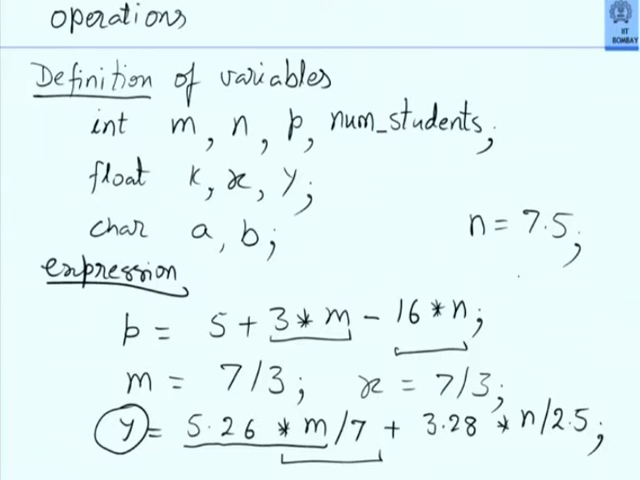 operations
IIT BOMBAY
Definition of variables
int m, n, p, num_students;
float k, x, y;
char a, b;
n = 7.5;
expression
p = 5 + 3 * m - 16 * n;
m = 7/3; x = 7/3;
y = 5.26 * m/7 + 3.28 * n/2.5;